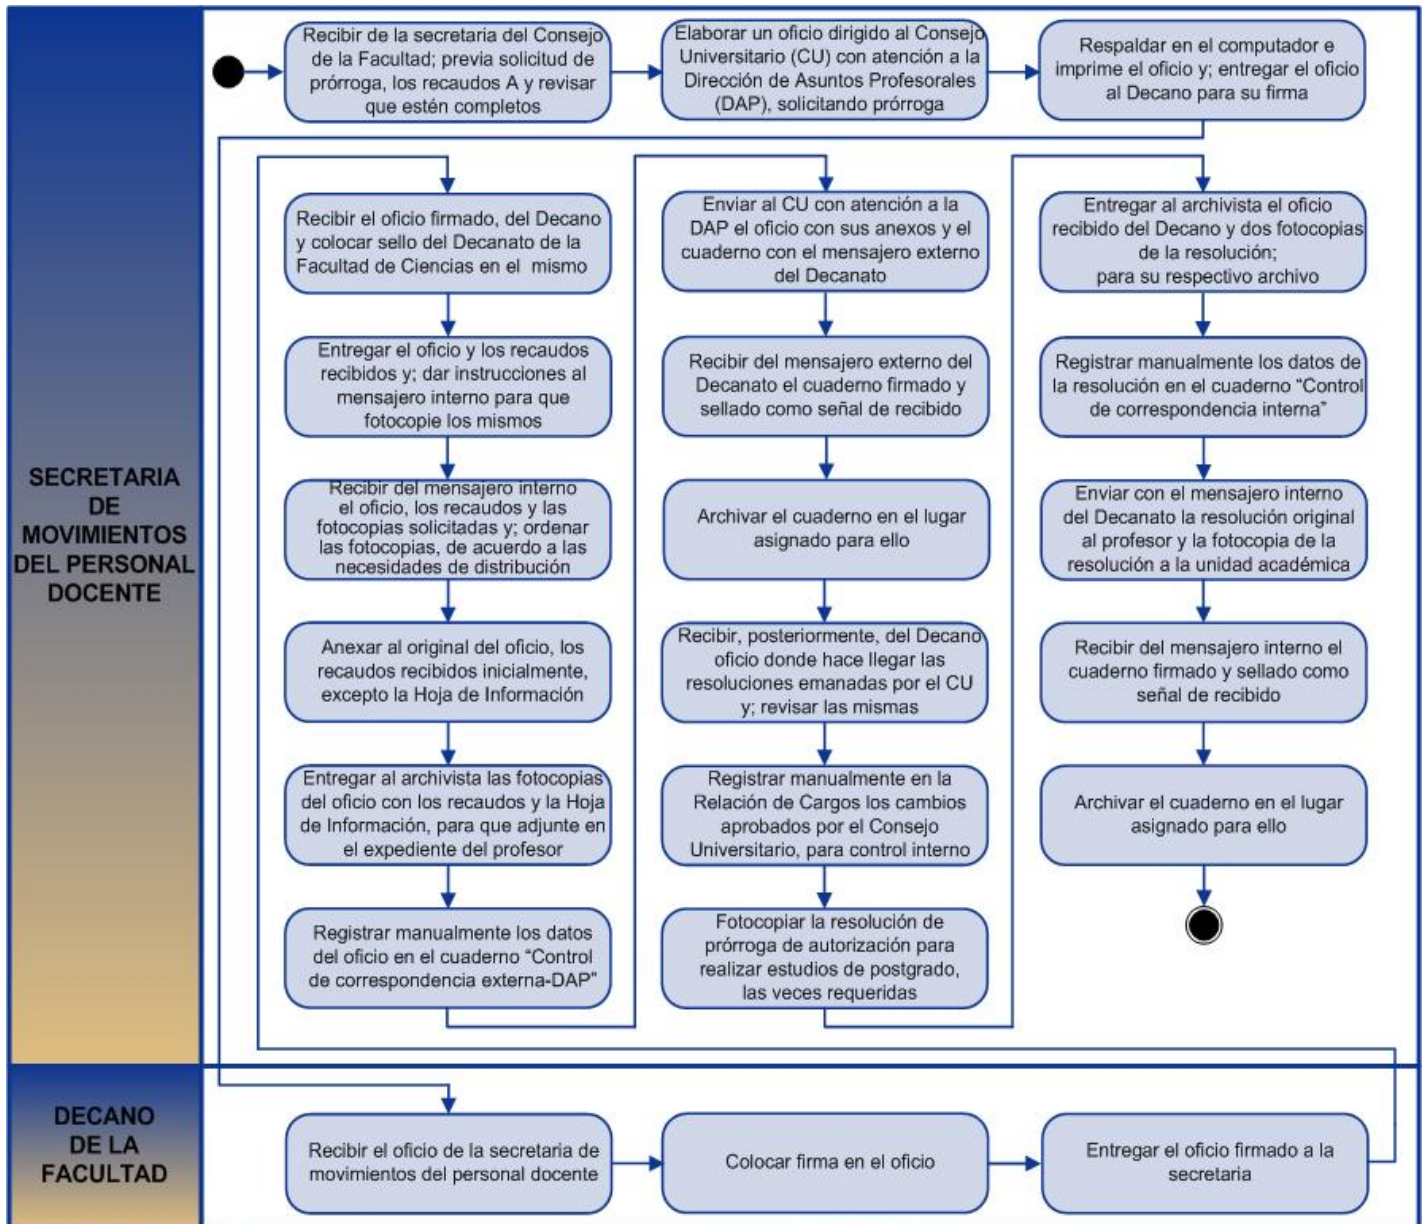 Recibir de la secretaria del Consejo
de la Facultad; previa solicitud de
prórroga, los recaudos A y revisar
que estén completos
Elaborar un oficio dirigido al Consejo
Universitario (CU) con atención a la
Dirección de Asuntos Profesorales
(DAP), solicitando prórroga
Respaldar en el computador e
imprime el oficio y; entregar el oficio
al Decano para su firma
SECRETARIA
DE
MOVIMIENTOS
DEL PERSONAL
DOCENTE
Recibir el oficio firmado, del Decano
y colocar sello del Decanato de la
Facultad de Ciencias en el mismo
Entregar el oficio y los recaudos
recibidos y; dar instrucciones al
mensajero interno para que
fotocopie los mismos
Recibir del mensajero interno
el oficio, los recaudos y las
fotocopias solicitadas y; ordenar
las fotocopias, de acuerdo a las
necesidades de distribución
Anexar al original del oficio, los
recaudos recibidos inicialmente,
excepto la Hoja de Información
Entregar al archivista las fotocopias
del oficio con los recaudos y la Hoja
de Información, para que adjunte en
el expediente del profesor
Registrar manualmente los datos
del oficio en el cuaderno “Control
de correspondencia externa-DAP”
Enviar al CU con atención a la
DAP el oficio con sus anexos y el
cuaderno con el mensajero externo
del Decanato
Recibir del mensajero externo del
Decanato el cuaderno firmado y
sellado como señal de recibido
Archivar el cuaderno en el lugar
asignado para ello
Recibir, posteriormente, del Decano
oficio donde hace llegar las
resoluciones emanadas por el CU
y; revisar las mismas
Registrar manualmente en la
Relación de Cargos los cambios
aprobados por el Consejo
Universitario, para control interno
Fotocopiar la resolución de
prórroga de autorización para
realizar estudios de postgrado,
las veces requeridas
Entregar al archivista el oficio
recibido del Decano y dos fotocopias
de la resolución;
para su respectivo archivo
Registrar manualmente los datos de
la resolución en el cuaderno “Control
de correspondencia interna”
Enviar con el mensajero interno
del Decanato la resolución original
al profesor y la fotocopia de la
resolución a la unidad académica
Recibir del mensajero interno el
cuaderno firmado y sellado como
señal de recibido
Archivar el cuaderno en el lugar
asignado para ello
DECANO
DE LA
FACULTAD
Recibir el oficio de la secretaria de
movimientos del personal docente
Colocar firma en el oficio
Entregar el oficio firmado a la
secretaria